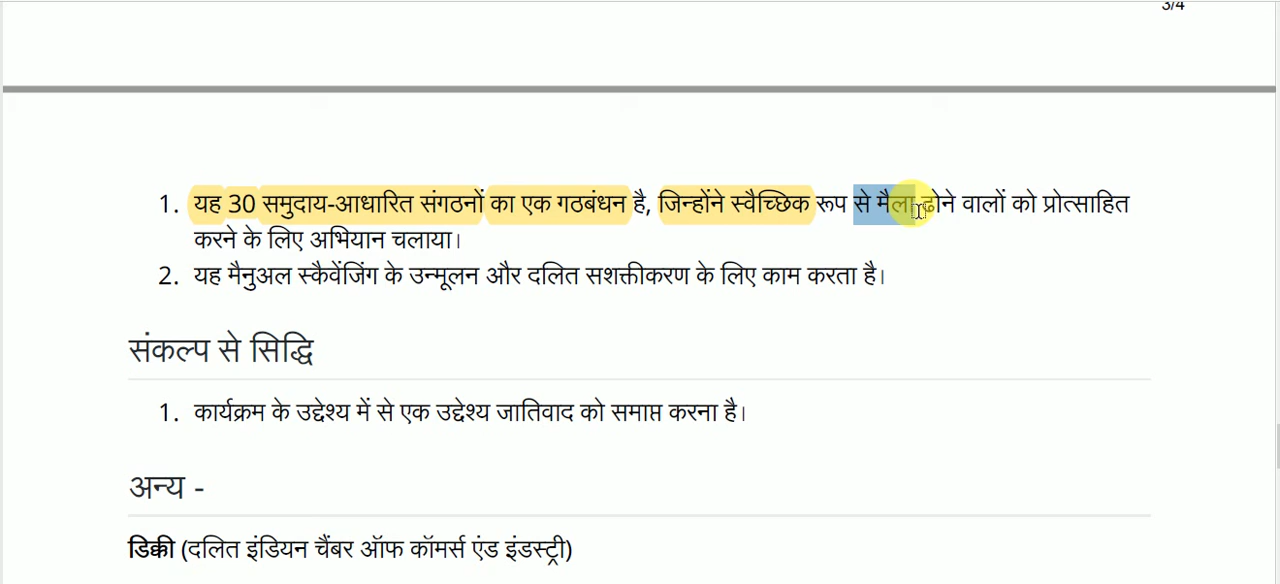 3/4
1. यह 30 समुदाय-आधारित संगठनों का एक गठबंधन है, जिन्होंने स्वैच्छिक रूप से मैला ढोने वालों को प्रोत्साहित
करने के लिए अभियान चलाया।
2. यह मैनुअल स्कैवेंजिंग के उन्मूलन और दलित सशक्तीकरण के लिए काम करता है।
संकल्प से सिद्धि
1. कार्यक्रम के उद्देश्य में से एक उद्देश्य जातिवाद को समाप्त करना है।
अन्य -
डिक्की (दलित इंडियन चैंबर ऑफ कॉमर्स एंड इंडस्ट्री)